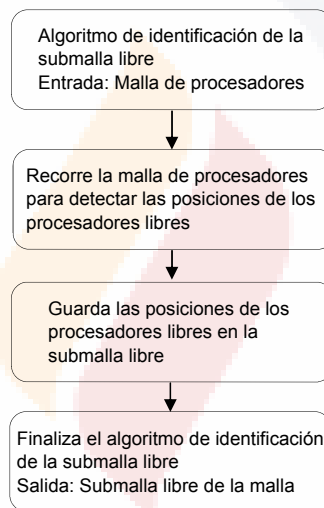 Algoritmo de identificación de la
submalla libre
Entrada: Malla de procesadores
Recorre la malla de procesadores
para detectar las posiciones de los
procesadores libres
Guarda las posiciones de los
procesadores libres en la
submalla libre
Finaliza el algoritmo de identificación
de la submalla libre
Salida: Submalla libre de la malla